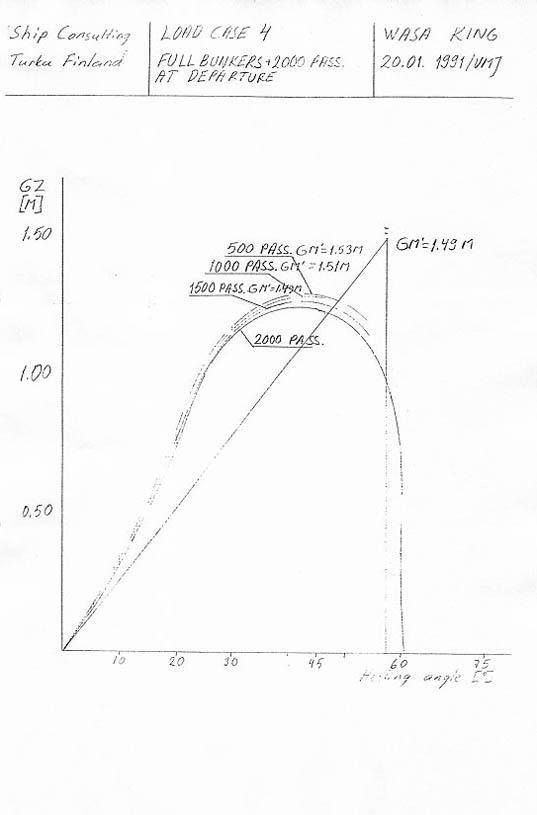 Ship Consulting
Turku Finland
LOAD CASE 4
FULL BUNKERS+2000 PASS.
AT DEPARTURE
WASA KING
20.01. 1991/VMJ
GZ
[M]
1.50
500 PASS. GM'=1.53M
GM'=1.49 M
1000 PASS. GM'=1.51M
1500 PASS. GM'=1.49M
2000 PASS.
1.00
0.50
10 20 30 45 60 75
Heeling angle [°]